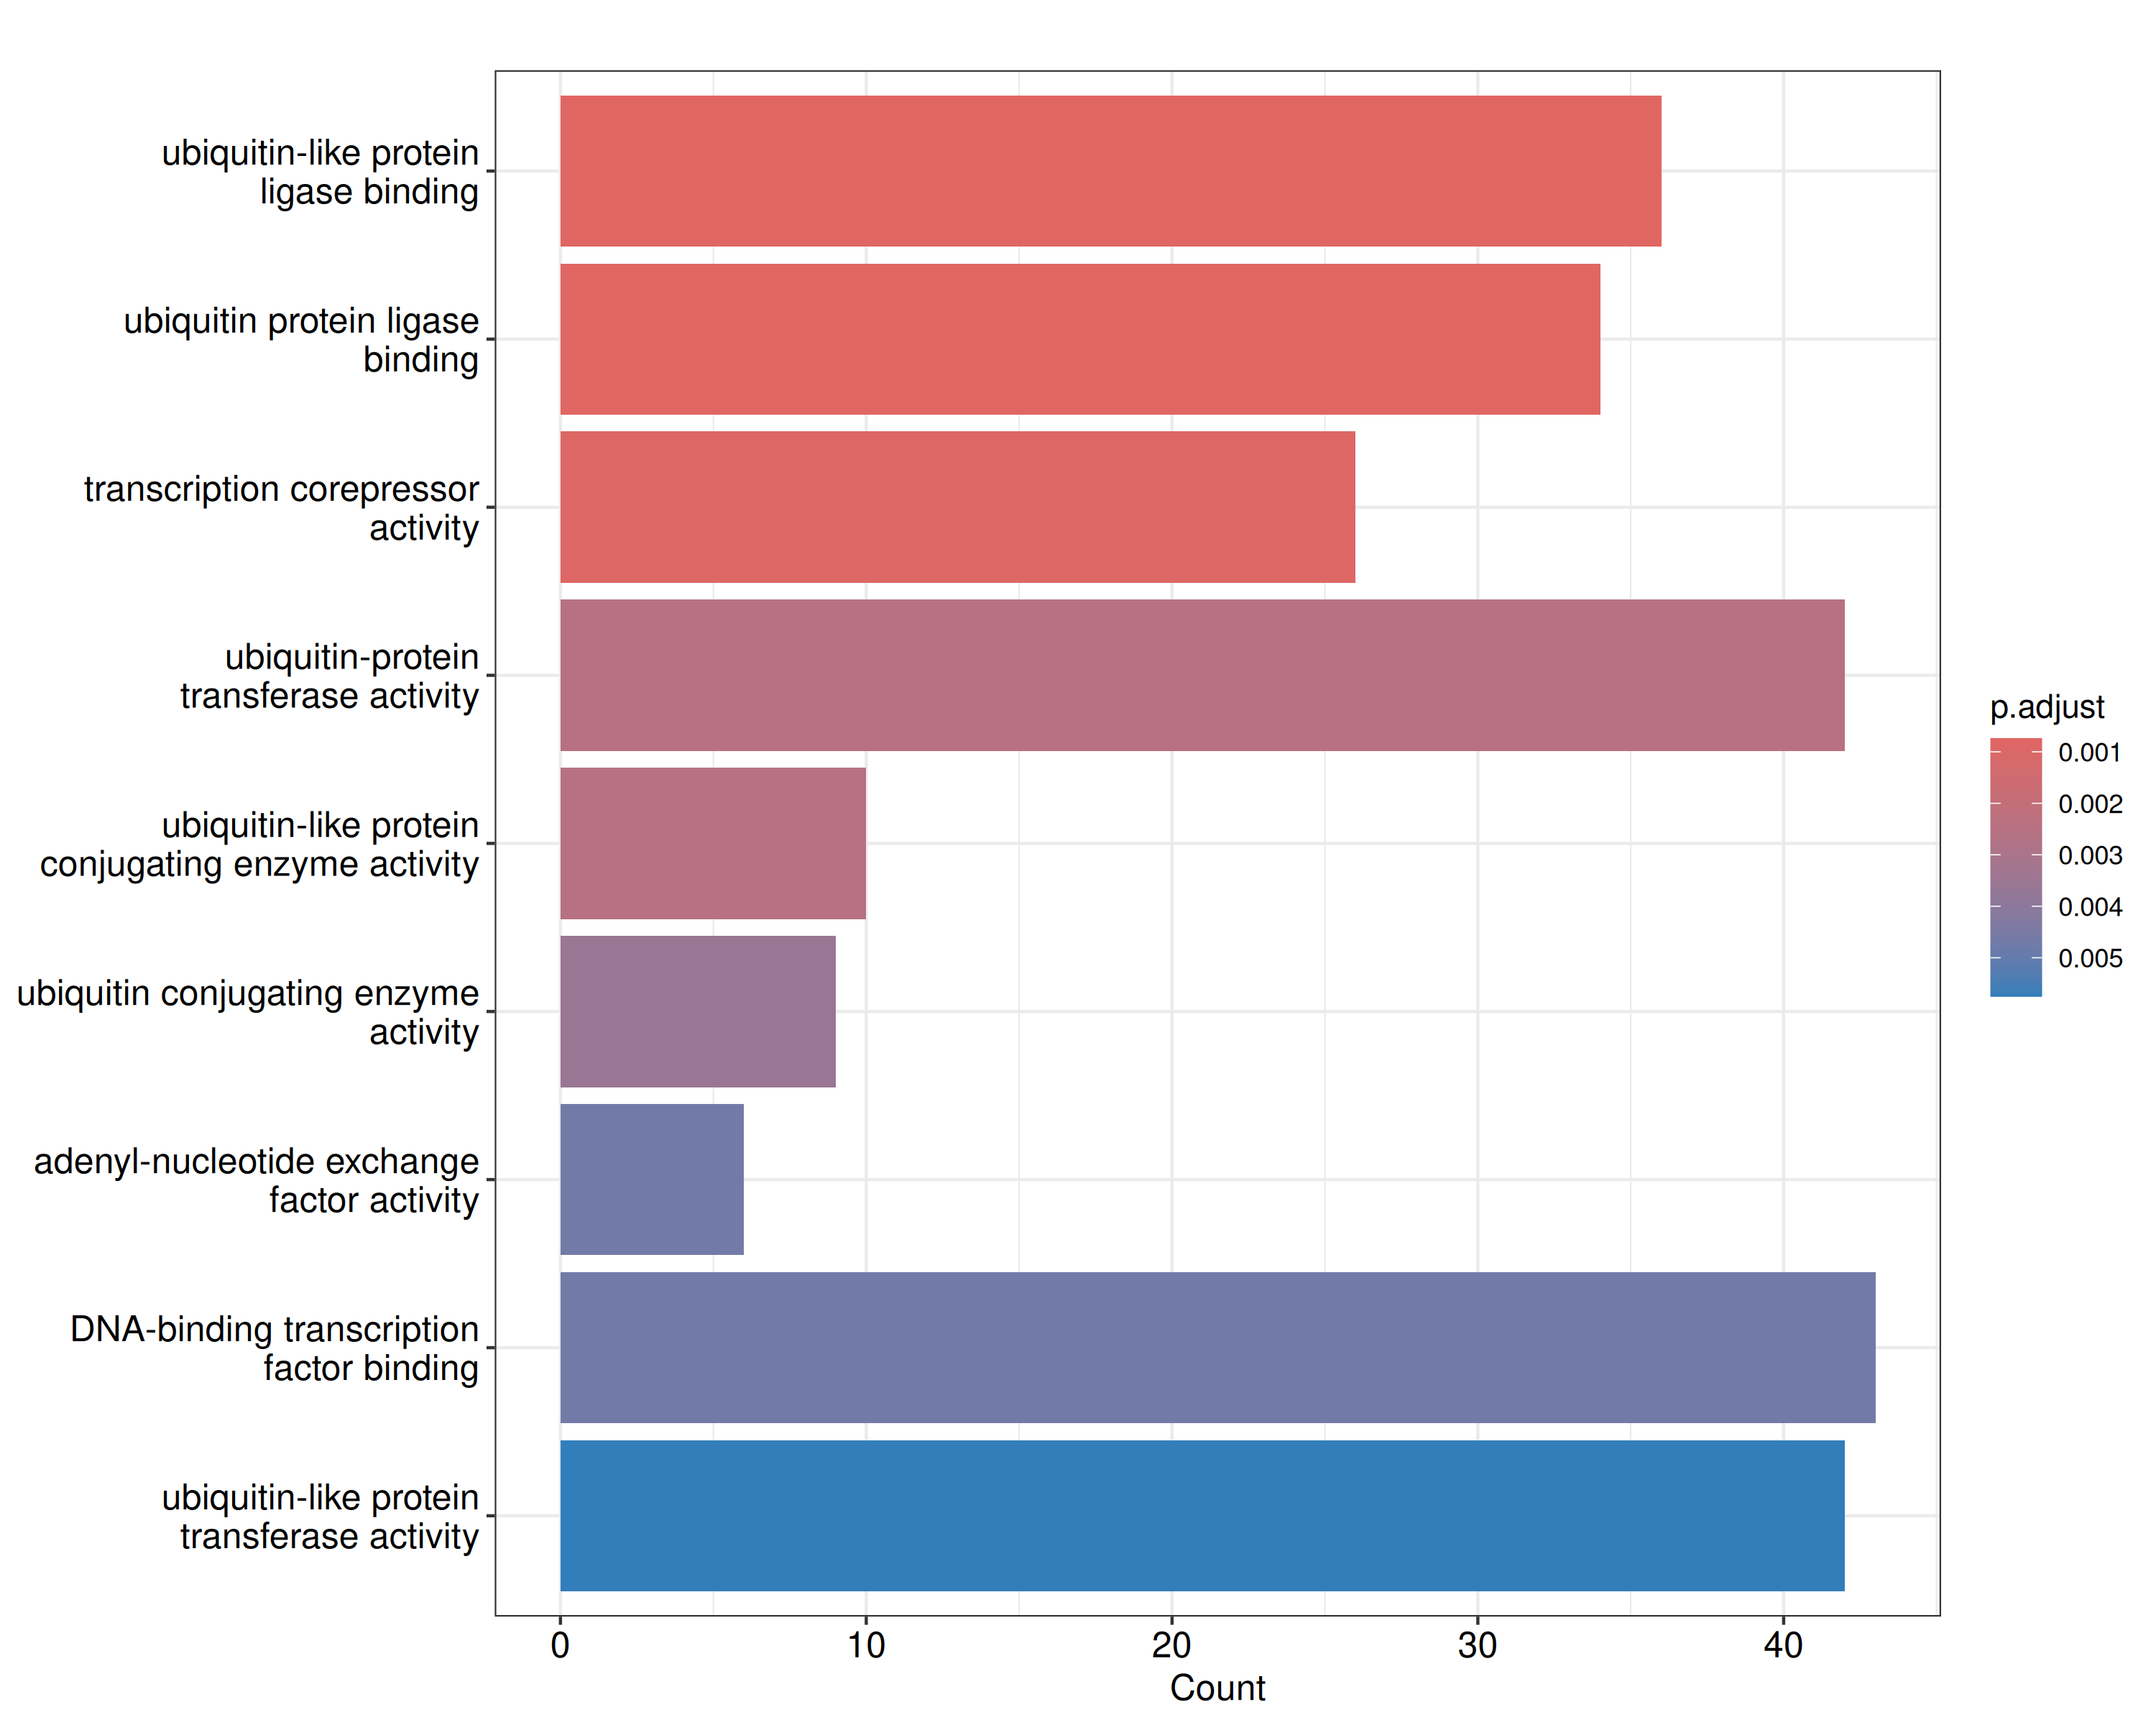 ubiquitin-like protein
ligase binding
ubiquitin protein ligase
binding
transcription corepressor
activity
ubiquitin-protein
transferase activity
ubiquitin-like protein
conjugating enzyme activity
ubiquitin conjugating enzyme
activity
adenyl-nucleotide exchange
factor activity
DNA-binding transcription
factor binding
ubiquitin-like protein
transferase activity
0 10 20 30 40
Count
p.adjust
0.001
0.002
0.003
0.004
0.005